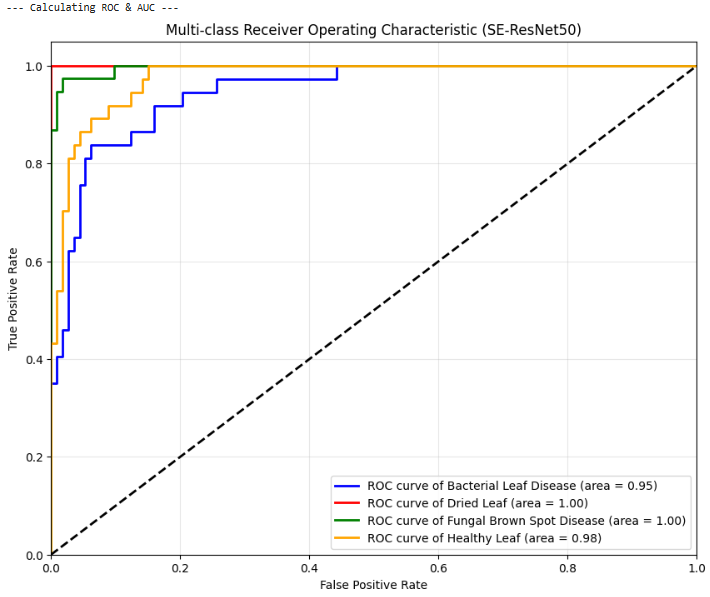 --- Calculating ROC & AUC ---
Multi-class Receiver Operating Characteristic (SE-ResNet50)
1.0
0.8
0.6
0.4
0.2
0.0
True Positive Rate
ROC curve of Bacterial Leaf Disease (area = 0.95)
ROC curve of Dried Leaf (area = 1.00)
ROC curve of Fungal Brown Spot Disease (area = 1.00)
ROC curve of Healthy Leaf (area = 0.98)
0.0 0.2 0.4 0.6 0.8 1.0
False Positive Rate